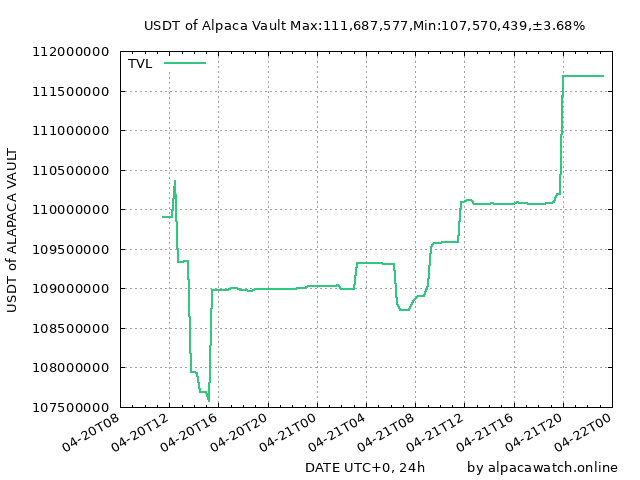 USDT of Alpaca Vault Max:111,687,577,Min:107,570,439,±3.68%
TVL
112000000
111500000
111000000
110500000
110000000
109500000
109000000
108500000
108000000
107500000
USDT of ALAPACA VAULT
04-20T08
04-20T12
04-20T16
04-20T20
04-21T00
04-21T04
04-21T08
04-21T12
04-21T16
04-21T20
04-22T00
DATE UTC+0, 24h
by alpacawatch.online